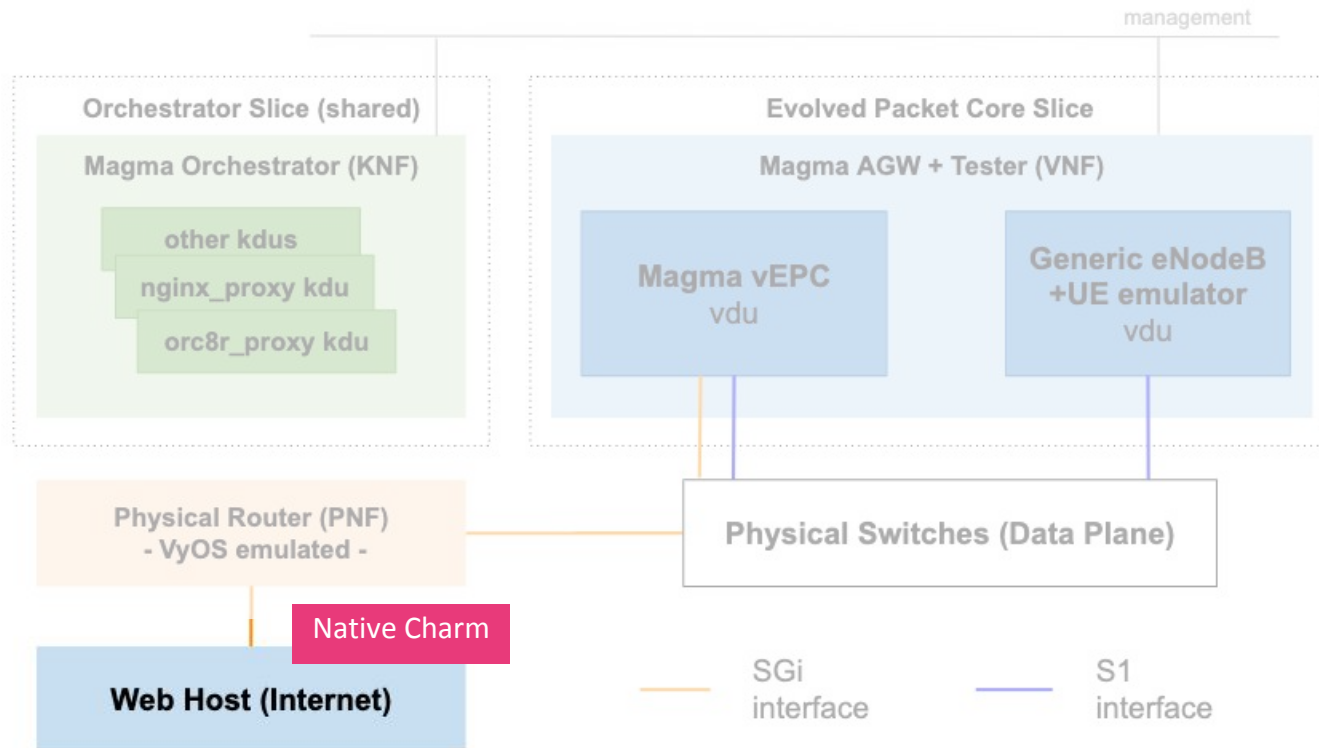 management
Orchestrator Slice (shared)
Magma Orchestrator (KNF)
other kdus
nginx_proxy kdu
orc8r_proxy kdu
Evolved Packet Core Slice
Magma AGW + Tester (VNF)
Magma vEPC
vdu
Generic eNodeB
+UE emulator
vdu
Physical Router (PNF)
- VyOS emulated -
Physical Switches (Data Plane)
Native Charm
Web Host (Internet)
SGi
interface
S1
interface